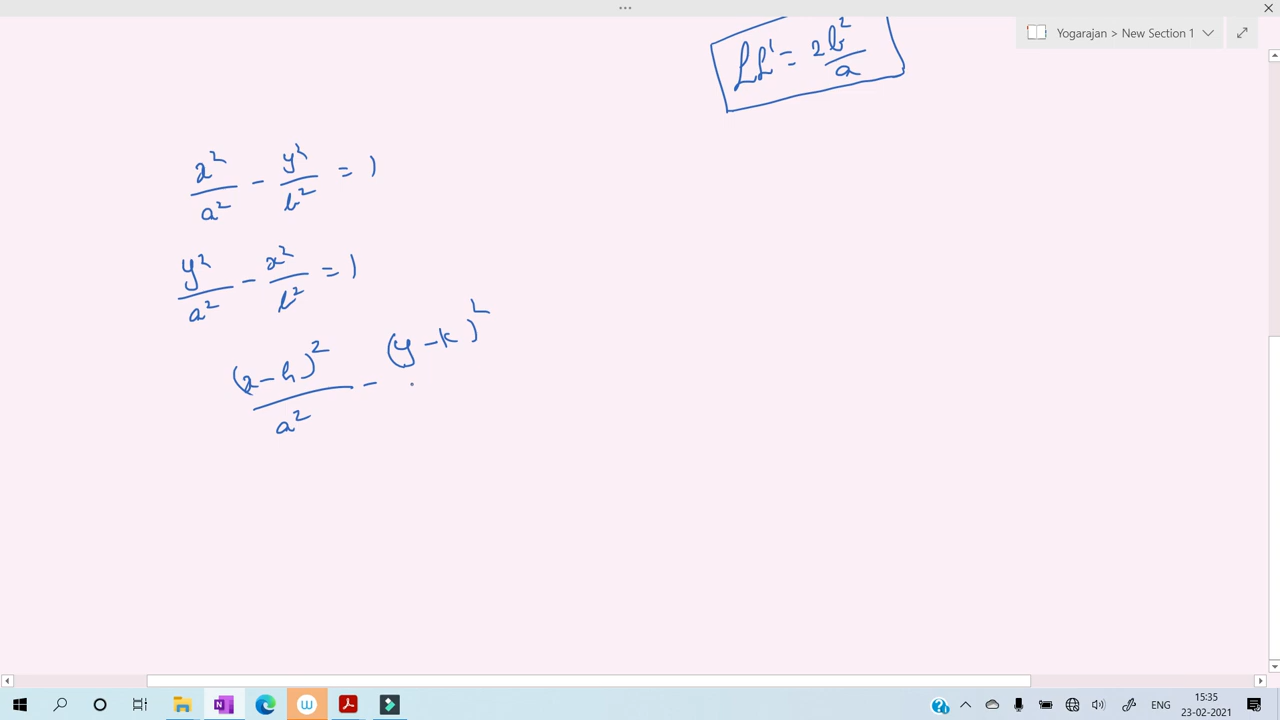 Yogarajan > New Section 1
LL' = 2b²/a
x²/a² - y²/b² = 1
y²/a² - x²/b² = 1
(x-h)²/a² - (y-k)²
ENG
15:35
23-02-2021